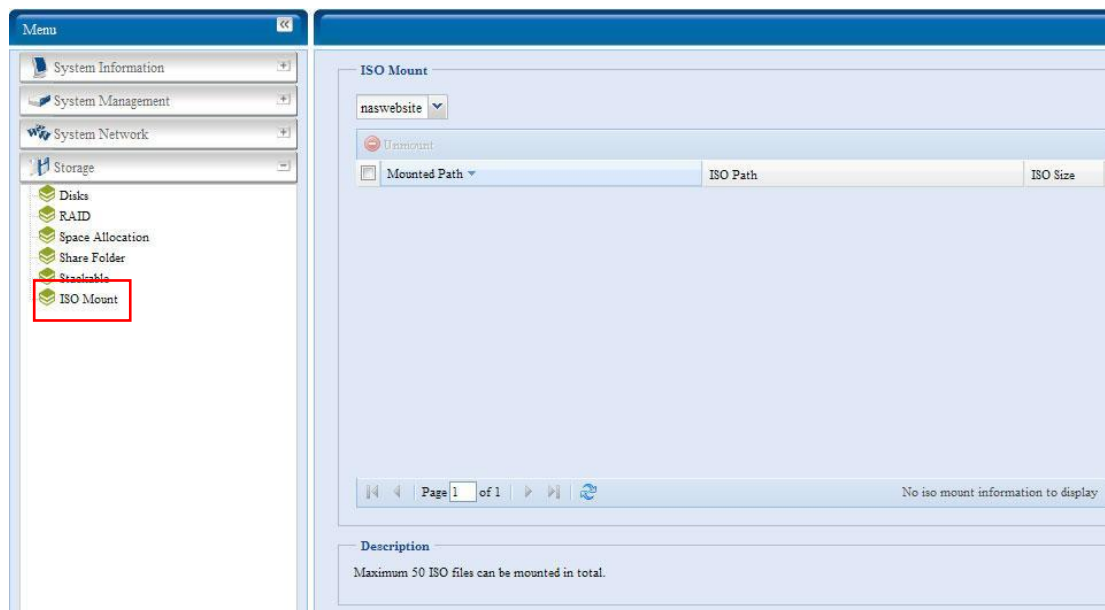 Menu
System Information
System Management
System Network
Storage
Disks
RAID
Space Allocation
Share Folder
Stackable
ISO Mount
ISO Mount
naswebsite
Unmount
Mounted Path ISO Path ISO Size
Page 1 of 1 No iso mount information to display
Description
Maximum 50 ISO files can be mounted in total.